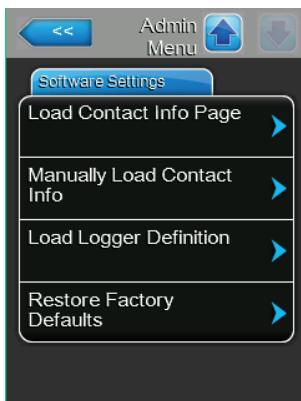 <<
Admin
Menu
Software Settings
Load Contact Info Page
Manually Load Contact
Info
Load Logger Definition
Restore Factory
Defaults